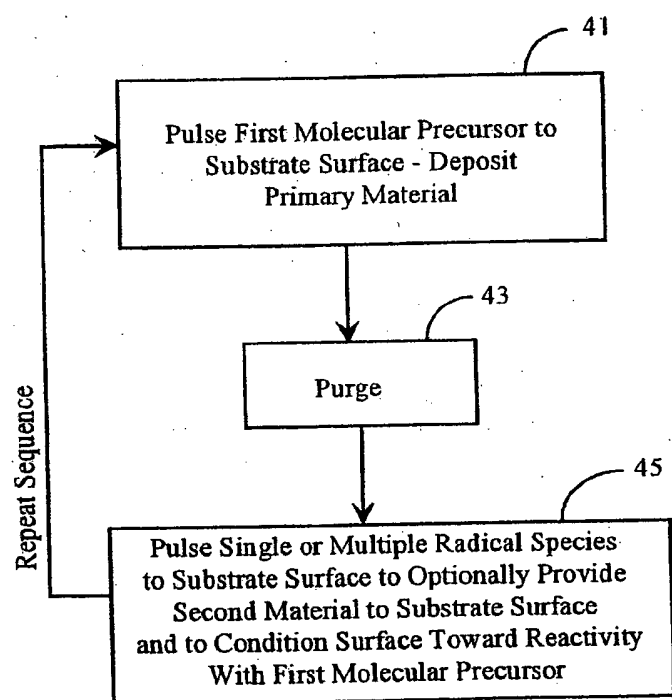 41
Pulse First Molecular Precursor to
Substrate Surface - Deposit
Primary Material
43
Purge
Repeat Sequence
45
Pulse Single or Multiple Radical Species
to Substrate Surface to Optionally Provide
Second Material to Substrate Surface
and to Condition Surface Toward Reactivity
With First Molecular Precursor